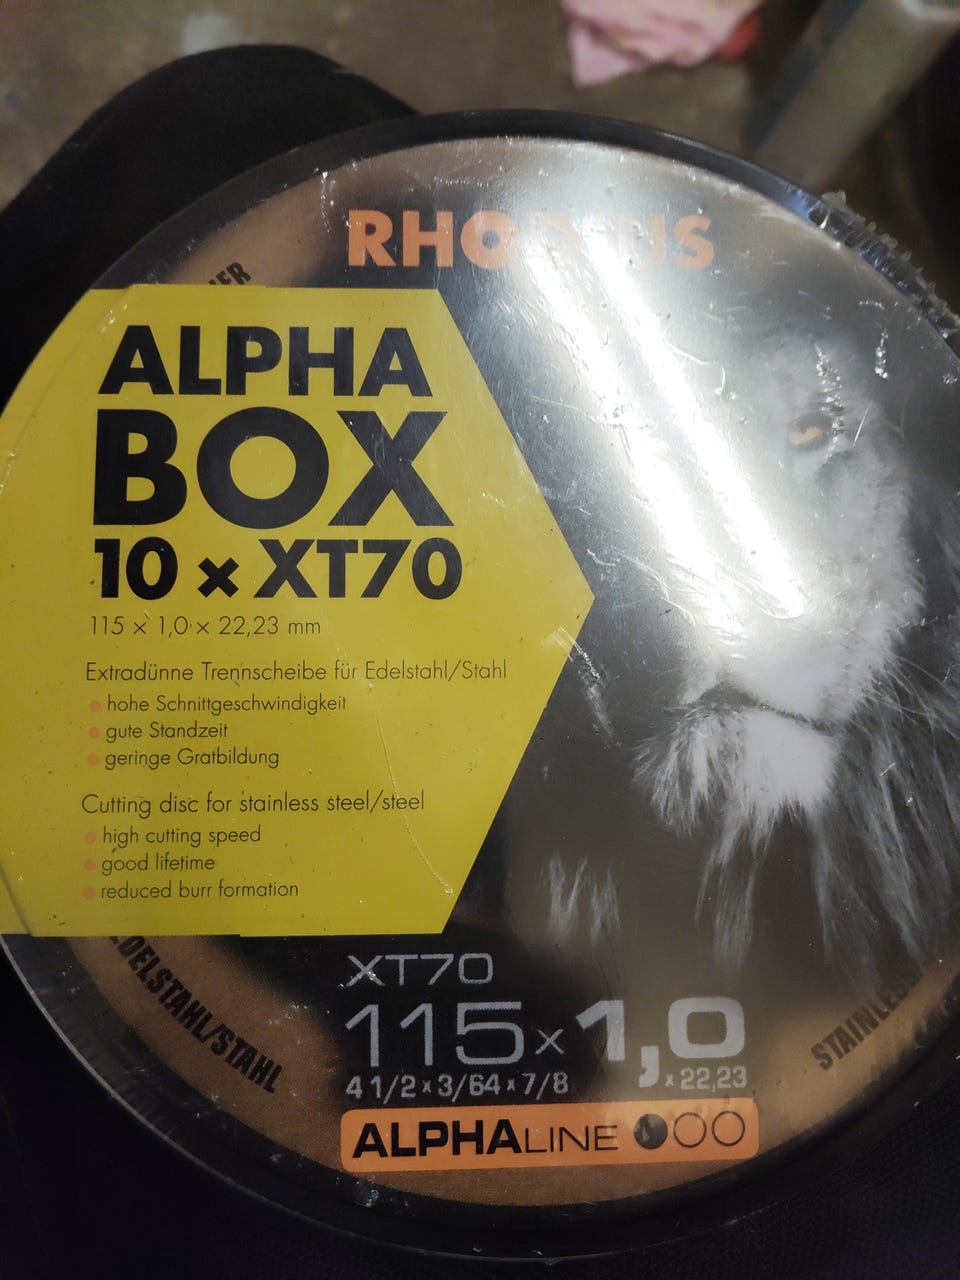 RHODIUS
ALPHA
BOX
10 × XT70
115 × 1,0 × 22,23 mm
Extradünne Trennscheibe für Edelstahl/Stahl
hohe Schnittgeschwindigkeit
gute Standzeit
geringe Gratbildung
Cutting disc for stainless steel/steel
high cutting speed
good lifetime
reduced burr formation
EDELSTAHL/STAHL
STAINLESS
XT70
115 × 1,0
4 1/2 × 3/64 × 7/8 × 22,23
ALPHALINE